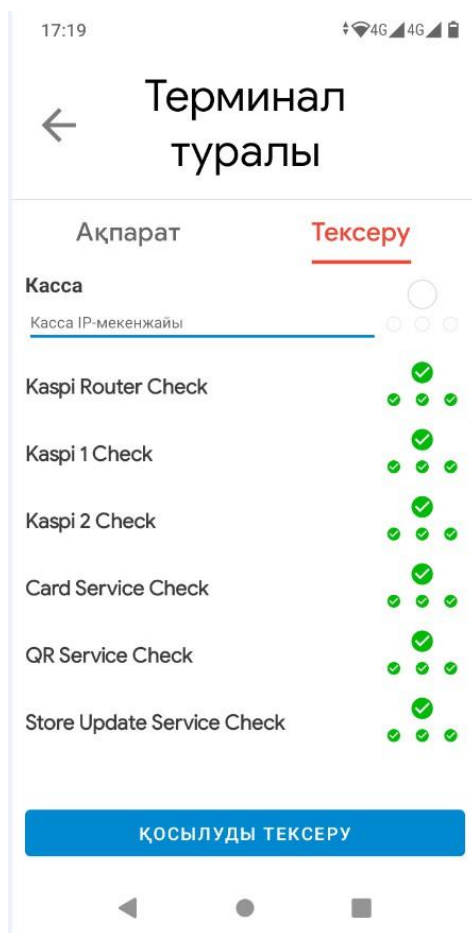 17:19
4G 4G
Терминал
туралы
Ақпарат Тексеру
Касса
Касса IP-мекенжайы
Kaspi Router Check
Kaspi 1 Check
Kaspi 2 Check
Card Service Check
QR Service Check
Store Update Service Check
ҚОСЫЛУДЫ ТЕКСЕРУ